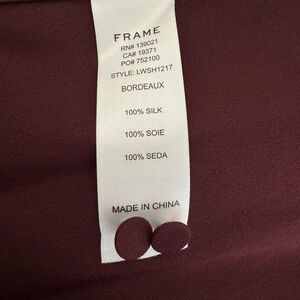 FRAME
RN# 139021
CA# 19371
PO# 752100
STYLE: LWSH1217
BORDEAUX
100% SILK
100% SOIE
100% SEDA
MADE IN CHINA